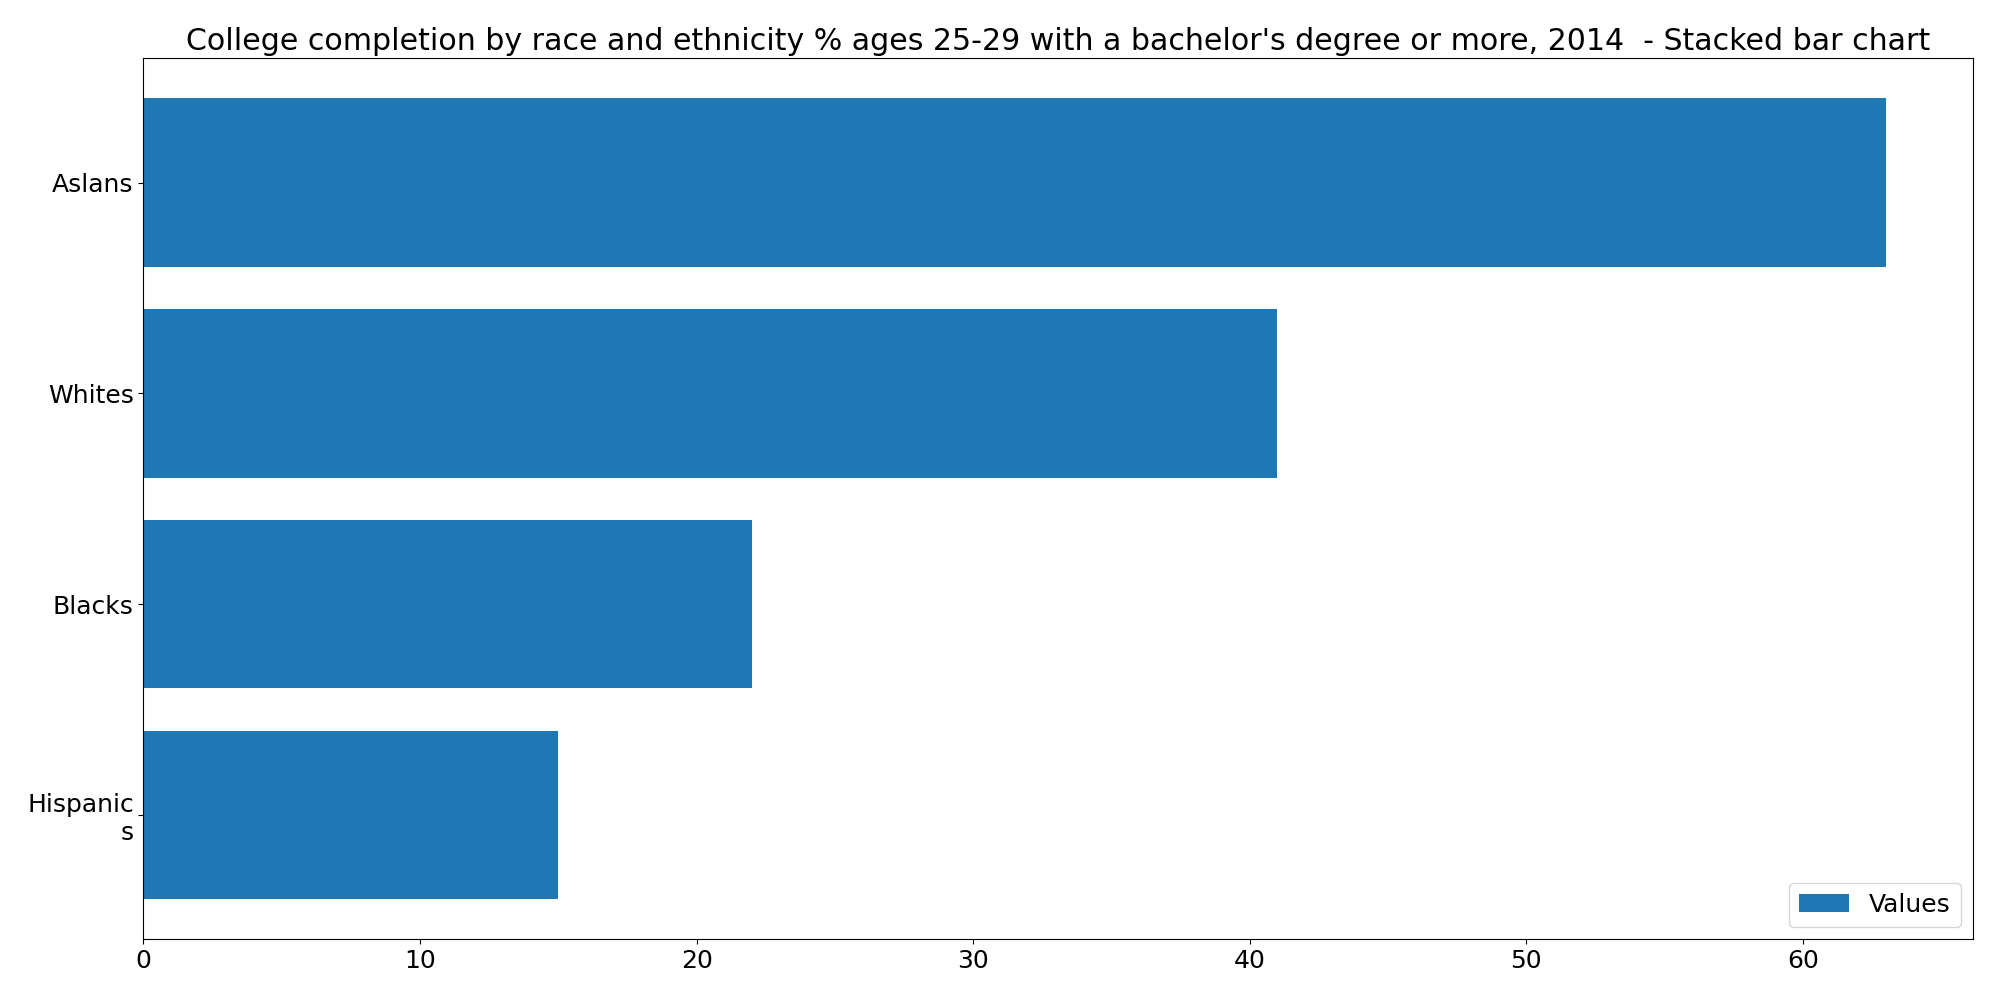 College completion by race and ethnicity % ages 25-29 with a bachelor's degree or more, 2014  - Stacked bar chart
Aslans
Whites
Blacks
Hispanic
s
Values
0 10 20 30 40 50 60